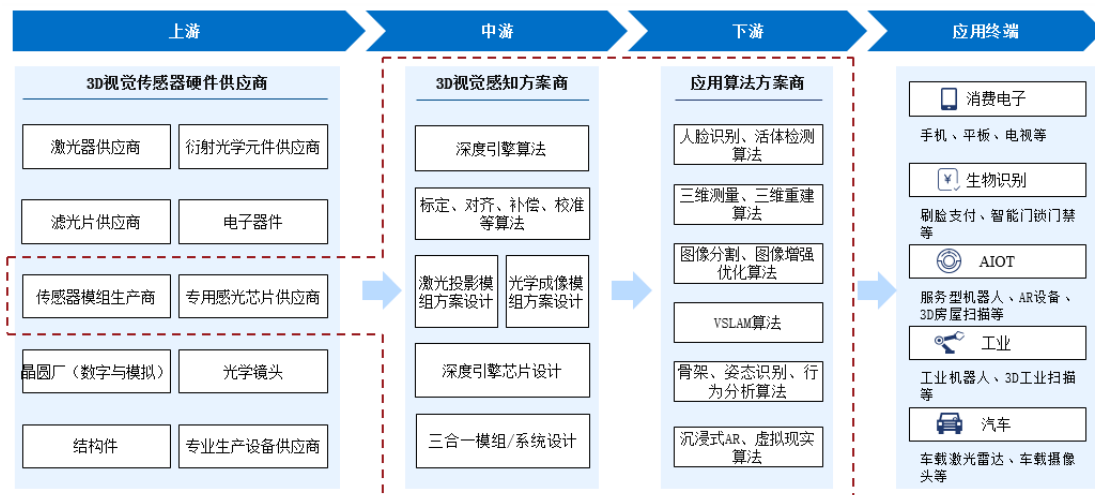 上游
中游
下游
应用终端
3D视觉传感器硬件供应商
激光器供应商
衍射光学元件供应商
滤光片供应商
电子器件
传感器模组生产商
专用感光芯片供应商
晶圆厂（数字与模拟）
光学镜头
结构件
专业生产设备供应商
3D视觉感知方案商
深度引擎算法
标定、对齐、补偿、校准
等算法
激光投影模
组方案设计
光学成像模
组方案设计
深度引擎芯片设计
三合一模组/系统设计
应用算法方案商
人脸识别、活体检测
算法
三维测量、三维重建
算法
图像分割、图像增强
优化算法
VSLAM算法
骨架、姿态识别、行
为分析算法
沉浸式AR、虚拟现实
算法
消费电子
手机、平板、电视等
¥
生物识别
刷脸支付、智能门锁门禁
等
AIOT
服务型机器人、AR设备、
3D房屋扫描等
工业
工业机器人、3D工业扫描
等
汽车
车载激光雷达、车载摄像
头等